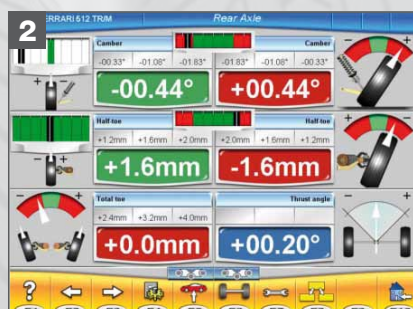 2
FERRARI 512 TR/M Rear Axle
Camber Camber
-00.33° -01.08° -01.83° -01.83° -01.08° -00.33°
-00.44° +00.44°
Half toe Half toe
+1.2mm +1.6mm +2.0mm +2.0mm +1.6mm +1.2mm
+1.6mm -1.6mm
Total toe Thrust angle
+2.4mm +3.2mm +4.0mm
+0.0mm +00.20°
?